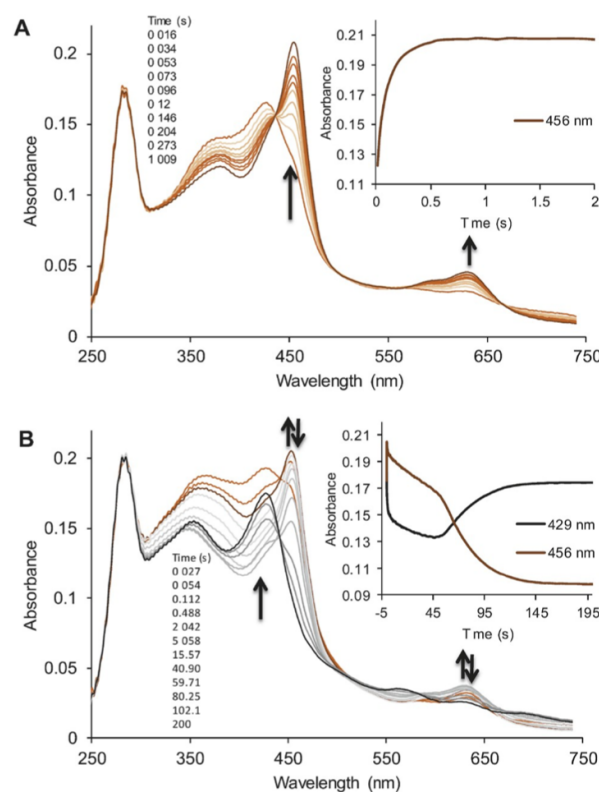 A
Time (s)
0 016
0 034
0 053
0 073
0 096
0 12
0 146
0 204
0 273
1 009
0.2
0.15
0.1
0.05
0
Absorbance
250 350 450 550 650 750
Wavelength (nm)
0.21
0.19
0.17
0.15
0.13
0.11
Absorbance
456 nm
0 0.5 1 1.5 2
T me (s)
B
0.2
0.15
0.1
0.05
0
Absorbance
Time (s)
0 027
0 054
0.112
0.488
2 042
5 058
15.57
40.90
59.71
80.25
102.1
200
250 350 450 550 650 750
Wavelength (nm)
0.21
0.19
0.17
0.15
0.13
0.11
0.09
Absorbance
429 nm
456 nm
-5 45 95 145 195
T me (s)